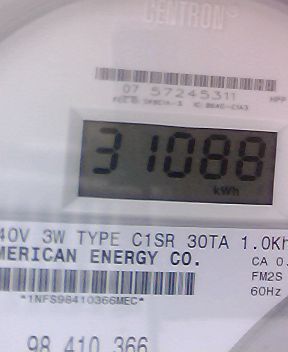 CENTRON®
07 57245311
31088
kWh
40V 3W TYPE C1SR 30TA 1.0Kh
MERICAN ENERGY CO.
CA 0.
FM2S
60Hz
*1NFS98410366MEC*
98 410 366